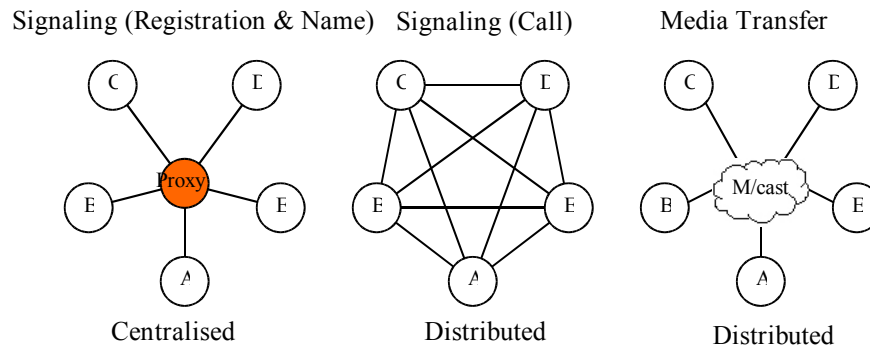 Signaling (Registration & Name)
Signaling (Call)
Media Transfer
C
Proxy
A
C
A
C
M/cast
B
A
Centralised
Distributed
Distributed